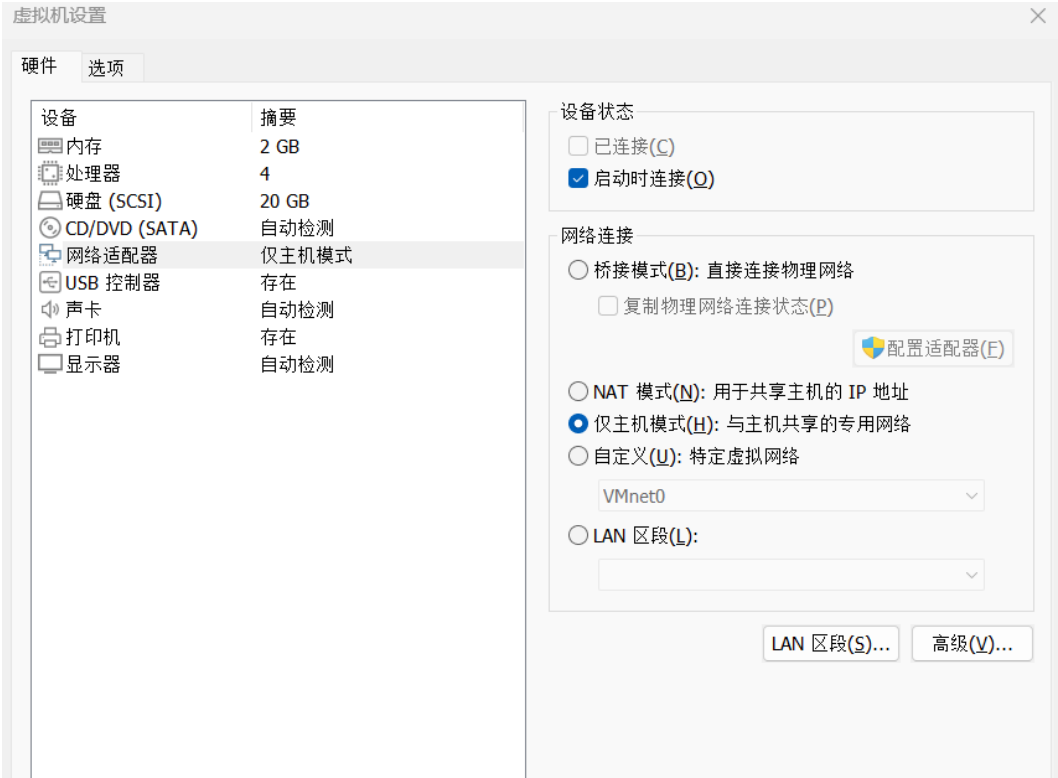 虚拟机设置
硬件
选项
设备 摘要
内存 2 GB
处理器 4
硬盘 (SCSI) 20 GB
CD/DVD (SATA) 自动检测
网络适配器 仅主机模式
USB 控制器 存在
声卡 自动检测
打印机 存在
显示器 自动检测
设备状态
已连接(C)
启动时连接(O)
网络连接
桥接模式(B): 直接连接物理网络
复制物理网络连接状态(P)
配置适配器(F)
NAT 模式(N): 用于共享主机的 IP 地址
仅主机模式(H): 与主机共享的专用网络
自定义(U): 特定虚拟网络
VMnet0
LAN 区段(L):
LAN 区段(S)... 高级(V)...